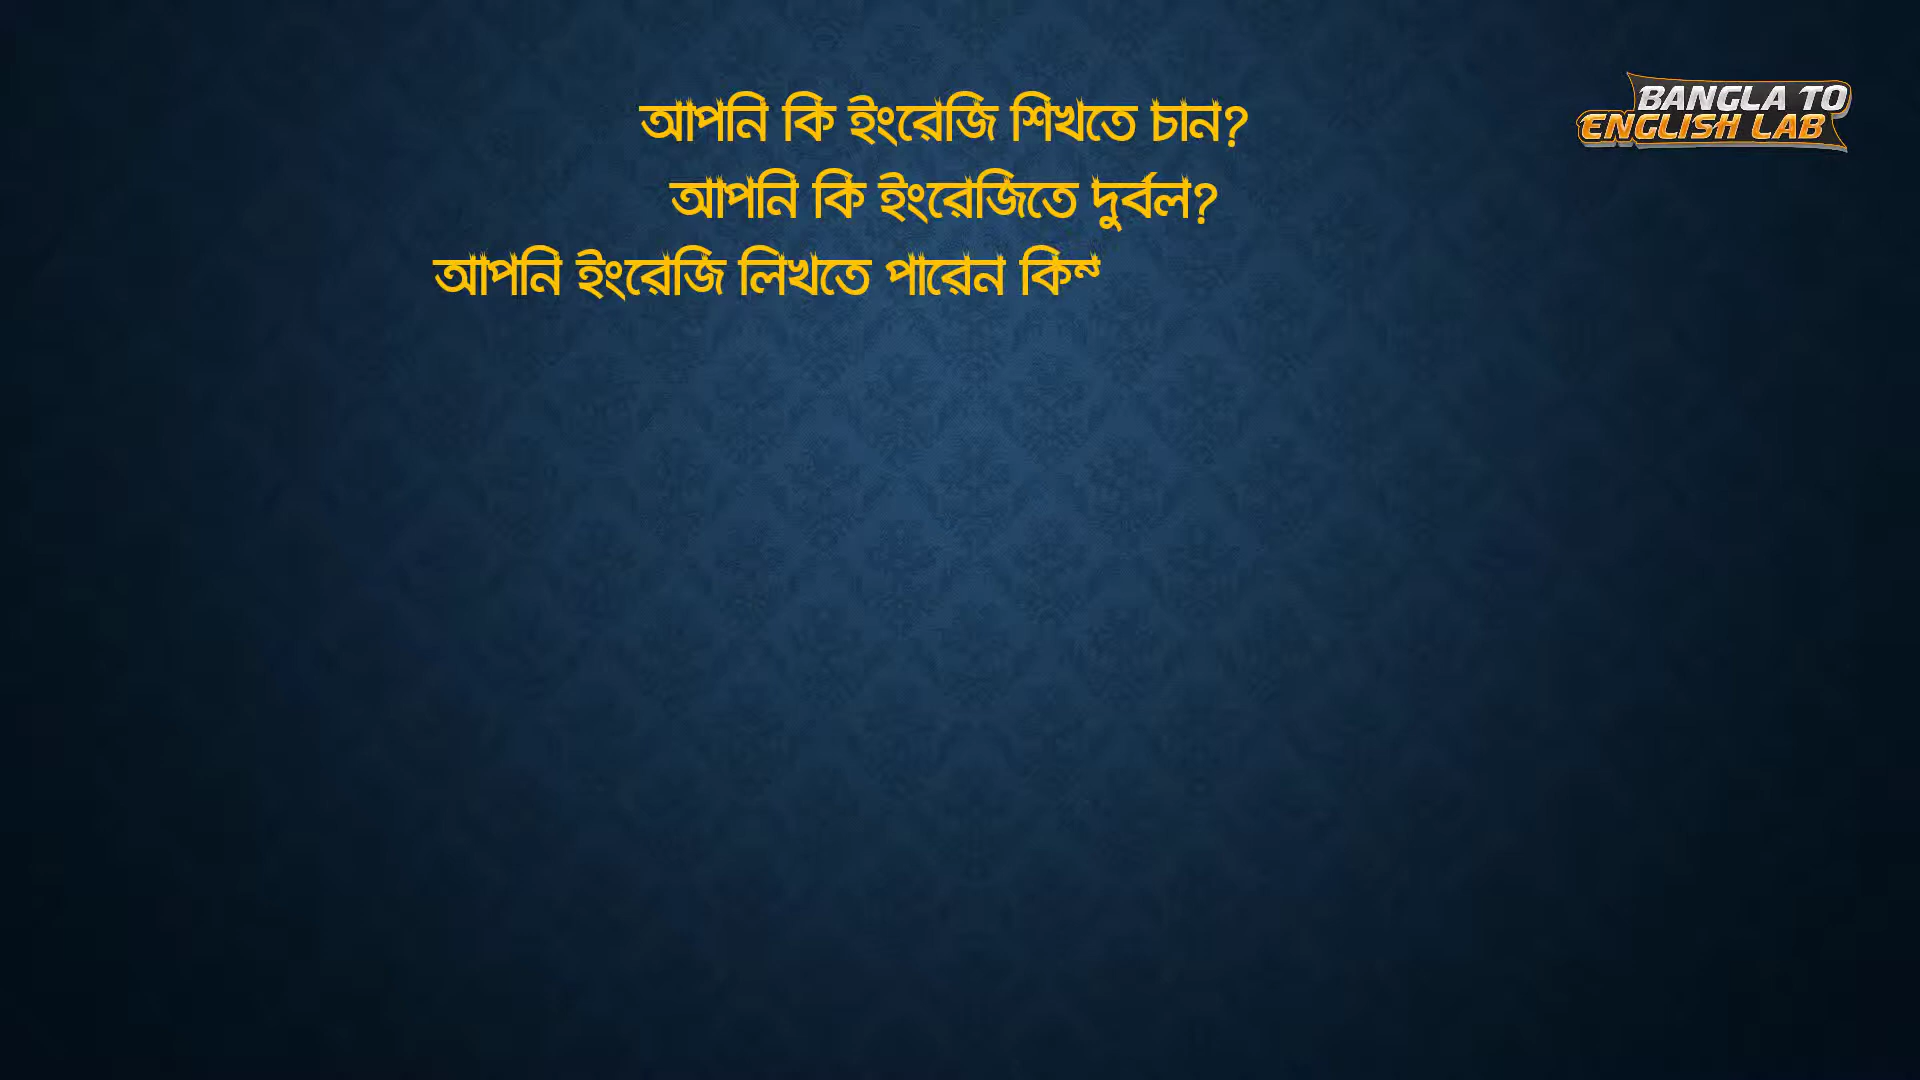 আপনি কি ইংরেজি শিখতে চান?
আপনি কি ইংরেজিতে দুর্বল?
আপনি ইংরেজি লিখতে পারেন
BANGLA TO
ENGLISH LAB